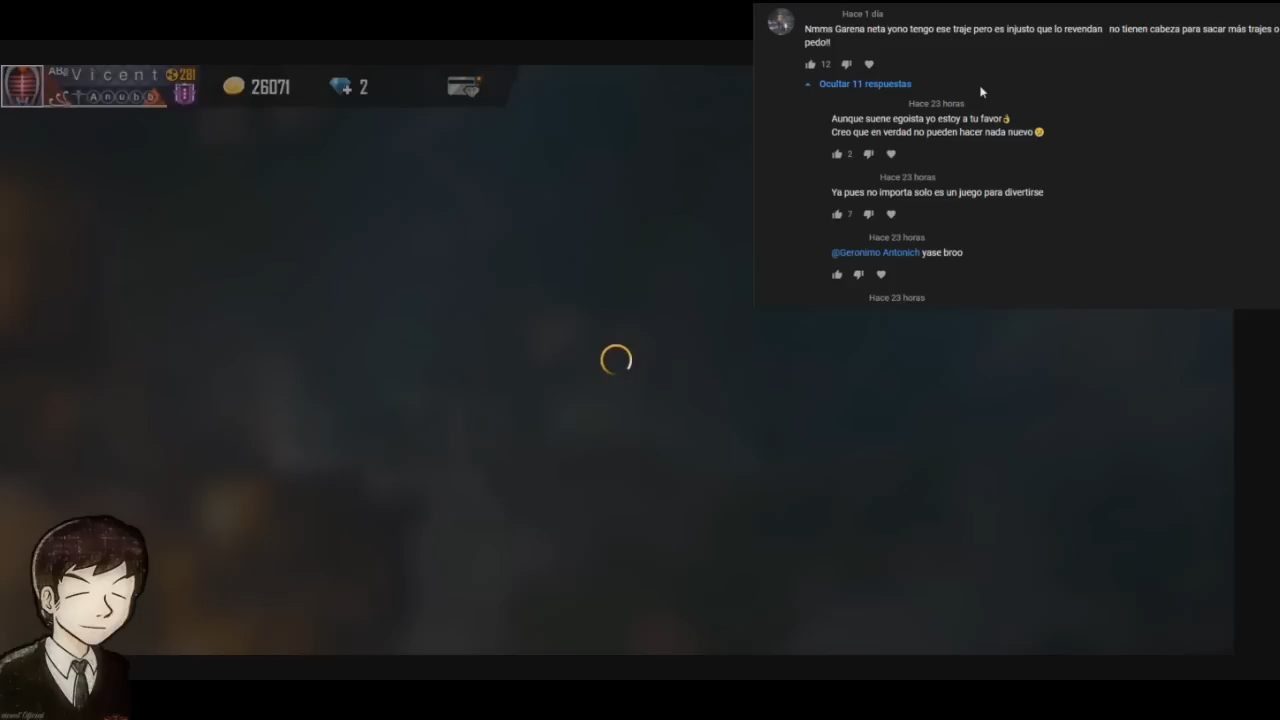 Hace 1 día
Nmms Garena neta yono tengo ese traje pero es injusto que lo revendan no tienen cabeza para sacar más trajes o
pedo!!
12
Ocultar 11 respuestas
Hace 23 horas
Aunque suene egoista yo estoy a tu favor👌
Creo que en verdad no pueden hacer nada nuevo😢
2
Hace 23 horas
Ya pues no importa solo es un juego para divertirse
7
Hace 23 horas
@Geronimo Antonich yase broo
Hace 23 horas
Vicent
281
Anubb
26071
2